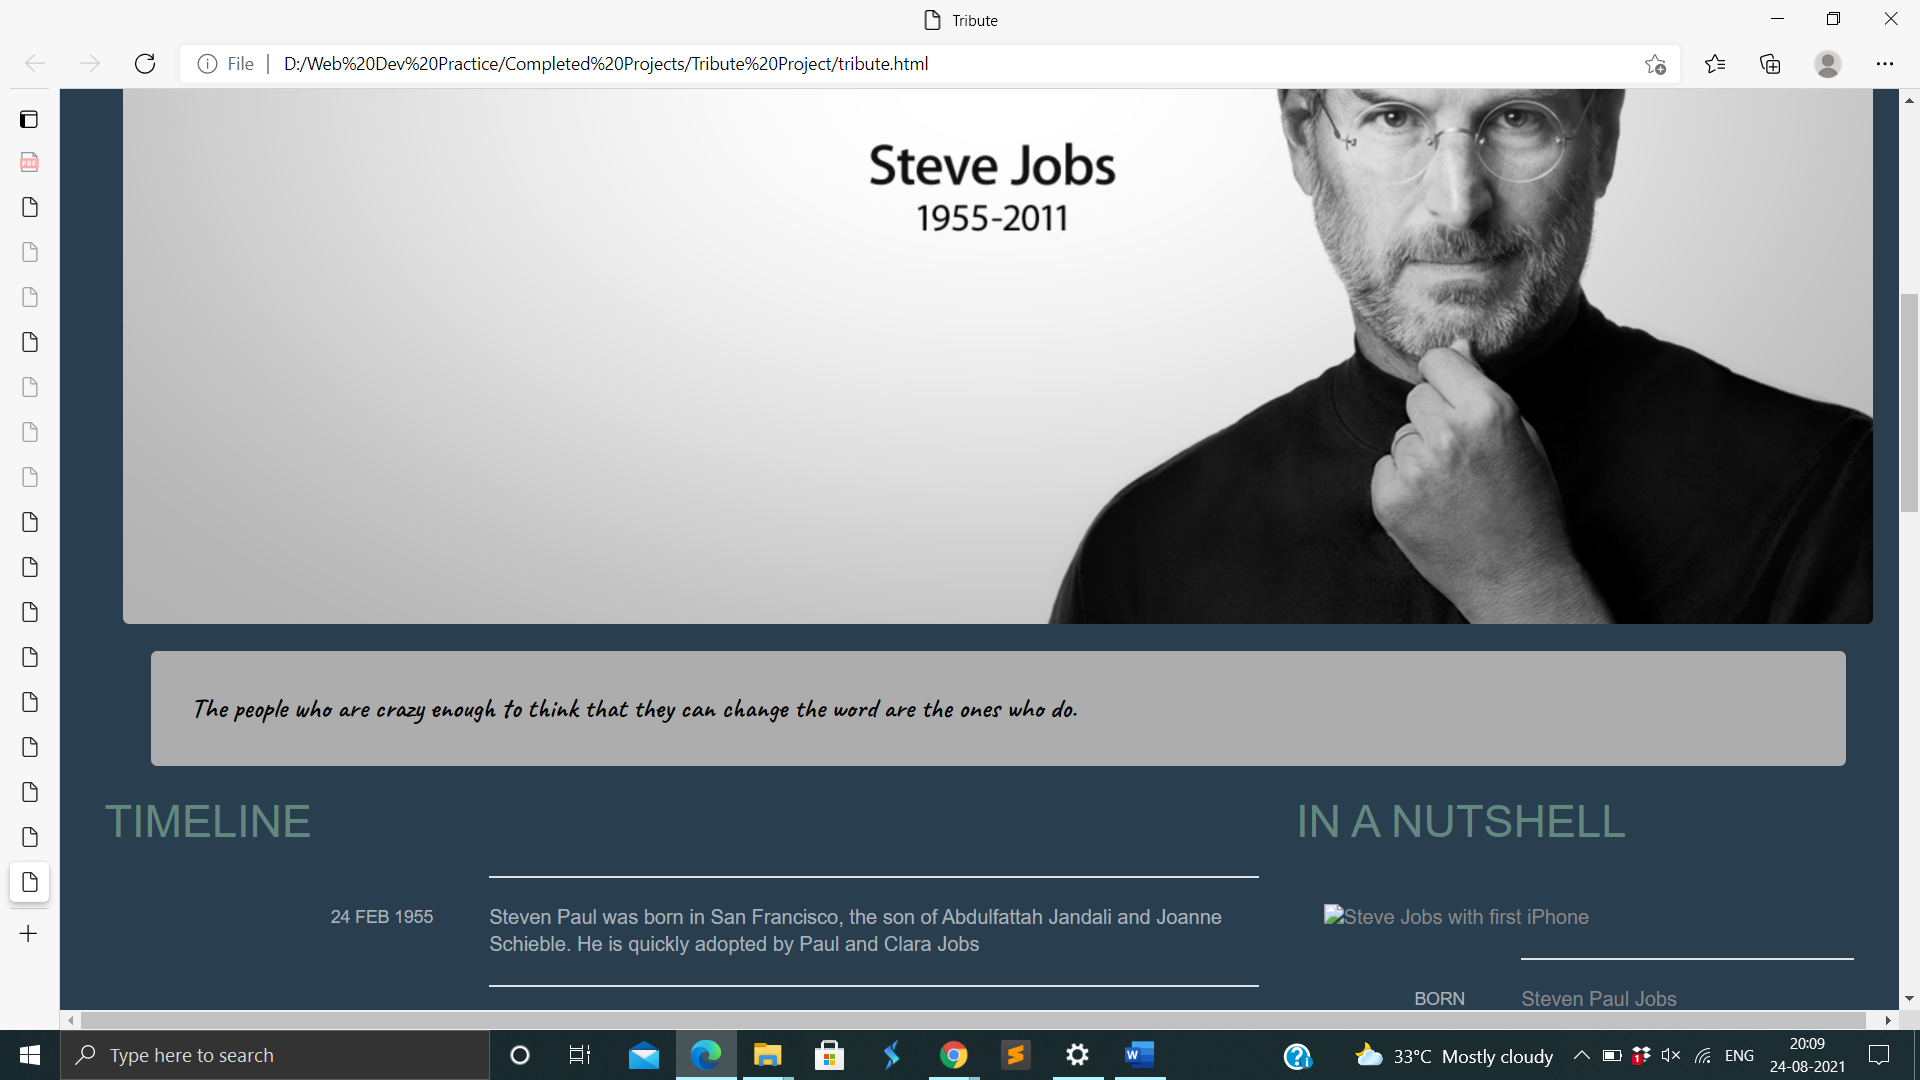 Tribute
File
D:/Web%20Dev%20Practice/Completed%20Projects/Tribute%20Project/tribute.html
PDF
Steve Jobs
1955-2011
The people who are crazy enough to think that they can change the word are the ones who do.
TIMELINE
IN A NUTSHELL
24 FEB 1955
Steven Paul was born in San Francisco, the son of Abdulfattah Jandali and Joanne
Schieble. He is quickly adopted by Paul and Clara Jobs
Steve Jobs with first iPhone
BORN
Steven Paul Jobs
Type here to search
33°C Mostly cloudy
1
ENG
20:09
24-08-2021